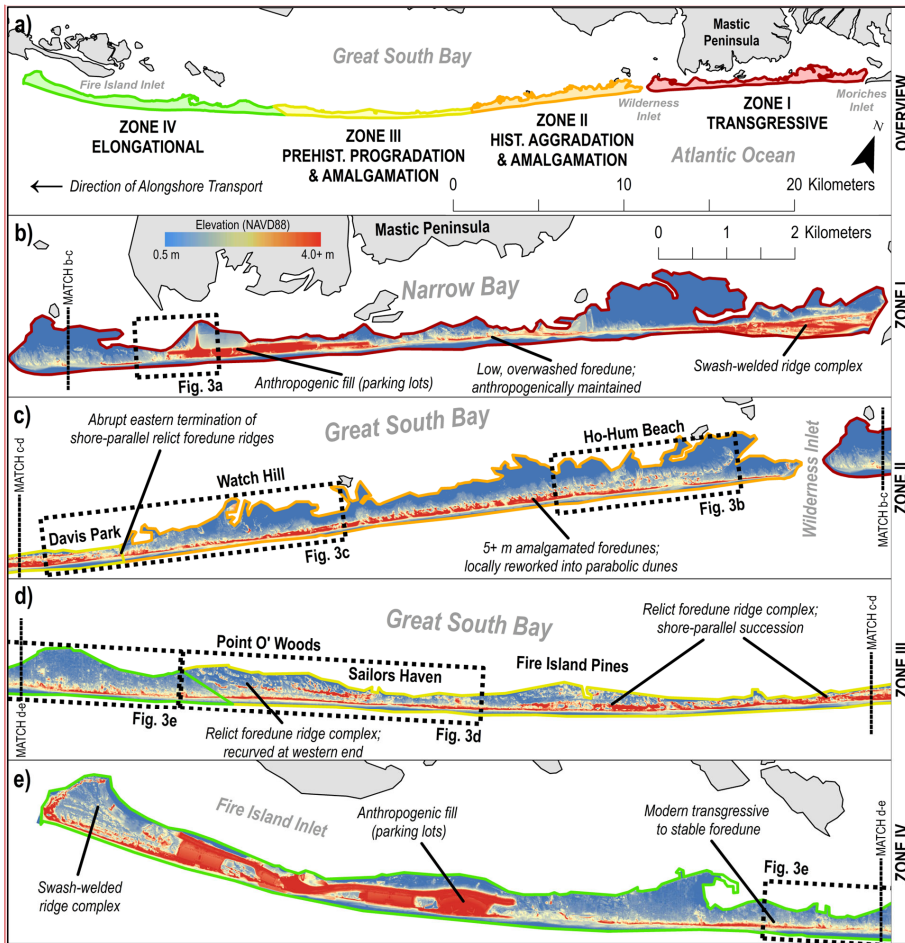 a)
Great South Bay
Mastic
Peninsula
Fire Island Inlet
Wilderness
Inlet
Moriches
Inlet
ZONE IV
ELONGATIONAL
ZONE III
PREHIST. PROGRADATION
& AMALGAMATION
ZONE II
HIST. AGGRADATION
& AMALGAMATION
ZONE I
TRANSGRESSIVE
N
Atlantic Ocean
← Direction of Alongshore Transport
0 10 20 Kilometers
OVERVIEW
b)
Elevation (NAVD88)
0.5 m 4.0+ m
Mastic Peninsula
0 1 2
Kilometers
MATCH b-c
Narrow Bay
Fig. 3a
Anthropogenic fill (parking lots)
Low, overwashed foredune;
anthropogenically maintained
Swash-welded ridge complex
ZONE I
c)
Abrupt eastern termination of
shore-parallel relict foredune ridges
Great South Bay
Ho-Hum Beach
MATCH c-d
Watch Hill
Davis Park
Fig. 3c
Fig. 3b
5+ m amalgamated foredunes;
locally reworked into parabolic dunes
Wilderness Inlet
MATCH b-c
ZONE II
d)
Great South Bay
Relict foredune ridge complex;
shore-parallel succession
MATCH c-d
Point O' Woods
Sailors Haven
Fire Island Pines
MATCH d-e
Fig. 3e
Fig. 3d
Relict foredune ridge complex;
recurved at western end
ZONE III
e)
Fire Island Inlet
Anthropogenic fill
(parking lots)
Modern transgressive
to stable foredune
MATCH d-e
Fig. 3e
Swash-welded
ridge complex
ZONE IV